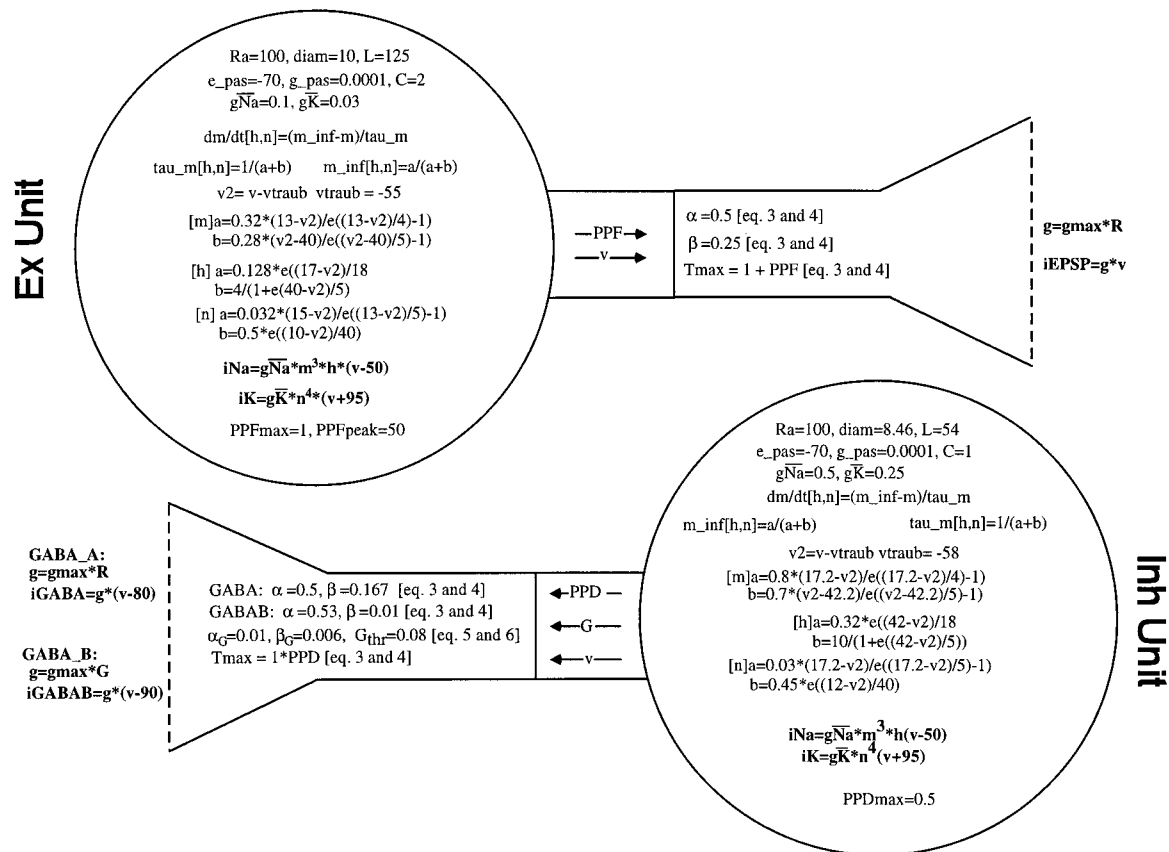 Ex Unit
Ra=100, diam=10, L=125
e_pas=-70, g_pas=0.0001, C=2
gN̅a̅=0.1, gK̅=0.03
dm/dt[h,n]=(m_inf-m)/tau_m
tau_m[h,n]=1/(a+b) m_inf[h,n]=a/(a+b)
v2= v-vtraub vtraub = -55
[m]a=0.32*(13-v2)/e((13-v2)/4)-1)
b=0.28*(v2-40/e((v2-40)/5)-1)
[h] a=0.128*e((17-v2)/18
b=4/(1+e(40-v2)/5)
[n] a=0.032*(15-v2)/e((13-v2)/5)-1)
b=0.5*e((10-v2)/40)
iNa=gN̅a̅*m³*h*(v-50)
iK=gK̅*n⁴*(v+95)
PPFmax=1, PPFpeak=50
PPF
v
α =0.5 [eq. 3 and 4]
β =0.25 [eq. 3 and 4]
Tmax = 1 + PPF [eq. 3 and 4]
g=gmax*R
iEPSP=g*v
Inh Unit
Ra=100, diam=8.46, L=54
e_pas=-70, g_pas=0.0001, C=1
gN̅a̅=0.5, gK̅=0.25
dm/dt[h,n]=(m_inf-m)/tau_m
m_inf[h,n]=a/(a+b) tau_m[h,n]=1/(a+b)
v2=v-vtraub vtraub= -58
[m]a=0.8*(17.2-v2)/e((17.2-v2)/4)-1)
b=0.7*(v2-42.2)/e((v2-42.2)/5)-1)
[h]a=0.32*e((42-v2)/18
b=10/(1+e((42-v2)/5))
[n]a=0.03*(17.2-v2)/e((17.2-v2)/5)-1)
b=0.45*e((12-v2)/40)
iNa=gN̅a̅*m³*h(v-50)
iK=gK̅*n⁴(v+95)
PPDmax=0.5
PPD
G
v
GABA: α=0.5, β=0.167 [eq. 3 and 4]
GABAB: α=0.53, β=0.01 [eq. 3 and 4]
α_G=0.01, β_G=0.006, G_thr=0.08 [eq. 5 and 6]
Tmax = 1*PPD [eq. 3 and 4]
GABA_A:
g=gmax*R
iGABA=g*(v-80)
GABA_B:
g=gmax*G
iGABAB=g*(v-90)